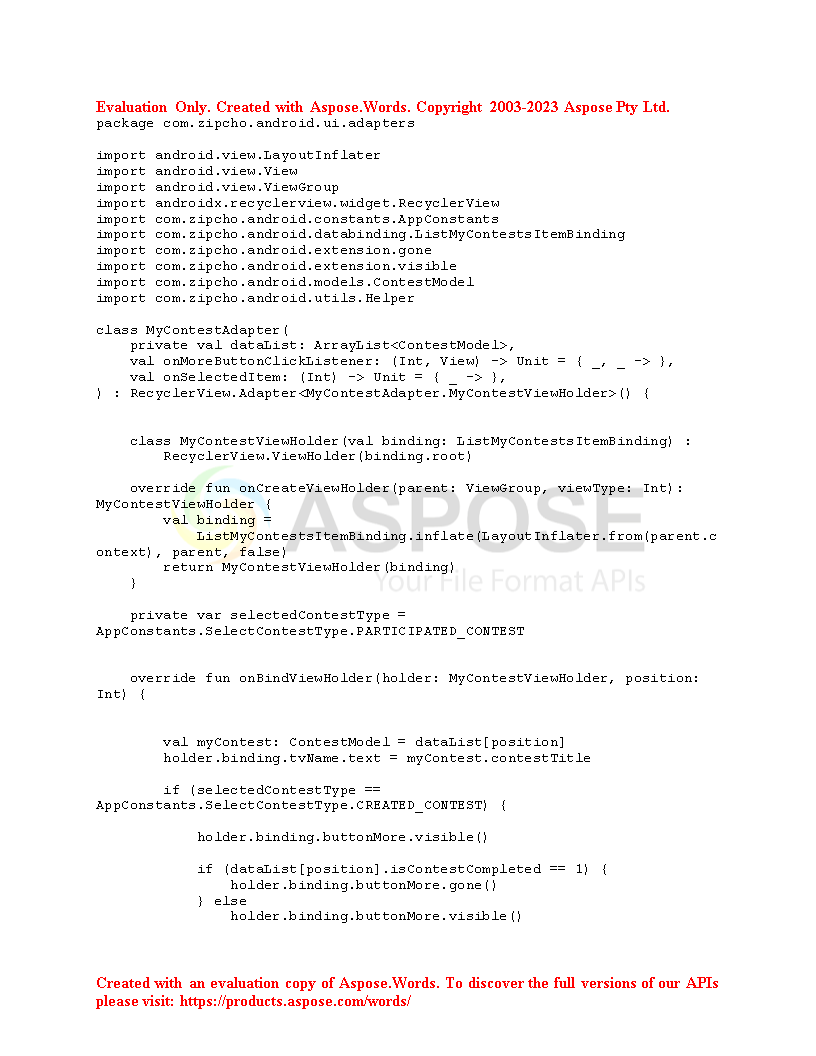 Evaluation Only. Created with Aspose.Words. Copyright 2003-2023 Aspose Pty Ltd.
package com.zipcho.android.ui.adapters
import android.view.LayoutInflater
import android.view.View
import android.view.ViewGroup
import androidx.recyclerview.widget.RecyclerView
import com.zipcho.android.constants.AppConstants
import com.zipcho.android.databinding.ListMyContestsItemBinding
import com.zipcho.android.extension.gone
import com.zipcho.android.extension.visible
import com.zipcho.android.models.ContestModel
import com.zipcho.android.utils.Helper
class MyContestAdapter(
    private val dataList: ArrayList<ContestModel>,
    val onMoreButtonClickListener: (Int, View) -> Unit = { _, _ -> },
    val onSelectedItem: (Int) -> Unit = { _ -> },
) : RecyclerView.Adapter<MyContestAdapter.MyContestViewHolder>() {
    class MyContestViewHolder(val binding: ListMyContestsItemBinding) :
        RecyclerView.ViewHolder(binding.root)
    override fun onCreateViewHolder(parent: ViewGroup, viewType: Int):
MyContestViewHolder {
        val binding =
            ListMyContestsItemBinding.inflate(LayoutInflater.from(parent.c
ontext), parent, false)
        return MyContestViewHolder(binding)
    }
ASPOSE
Your File Format APIs
    private var selectedContestType =
AppConstants.SelectContestType.PARTICIPATED_CONTEST
    override fun onBindViewHolder(holder: MyContestViewHolder, position:
Int) {
        val myContest: ContestModel = dataList[position]
        holder.binding.tvName.text = myContest.contestTitle
        if (selectedContestType ==
AppConstants.SelectContestType.CREATED_CONTEST) {
            holder.binding.buttonMore.visible()
            if (dataList[position].isContestCompleted == 1) {
                holder.binding.buttonMore.gone()
            } else
                holder.binding.buttonMore.visible()
Created with an evaluation copy of Aspose.Words. To discover the full versions of our APIs
please visit: https://products.aspose.com/words/